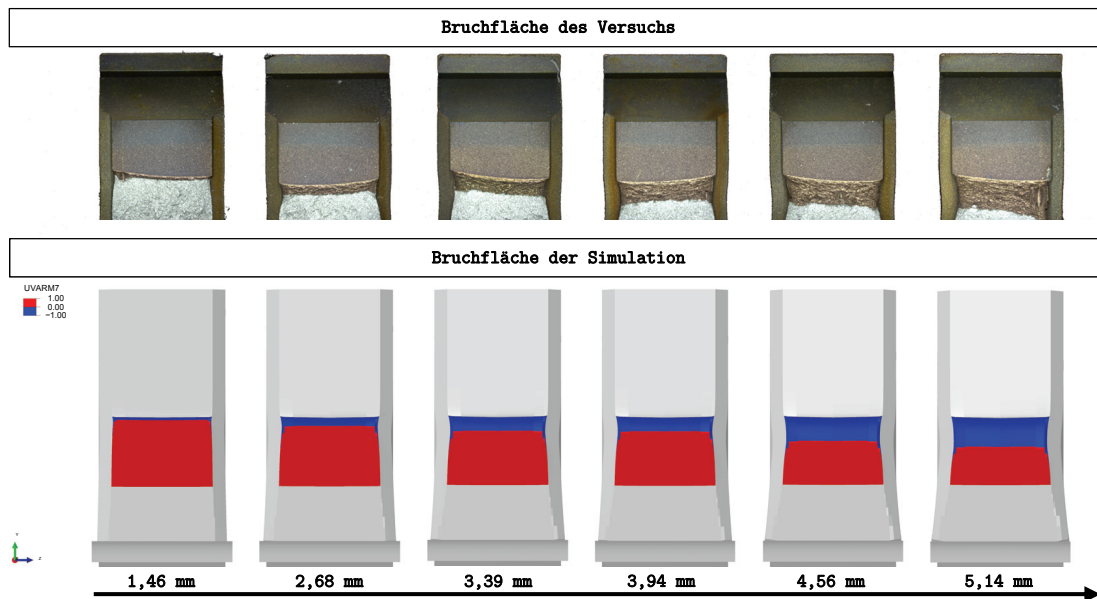 Bruchfläche des Versuchs
Bruchfläche der Simulation
UVARM7
1.00
0.00
−1.00
Y
Z
1,46 mm 2,68 mm 3,39 mm 3,94 mm 4,56 mm 5,14 mm